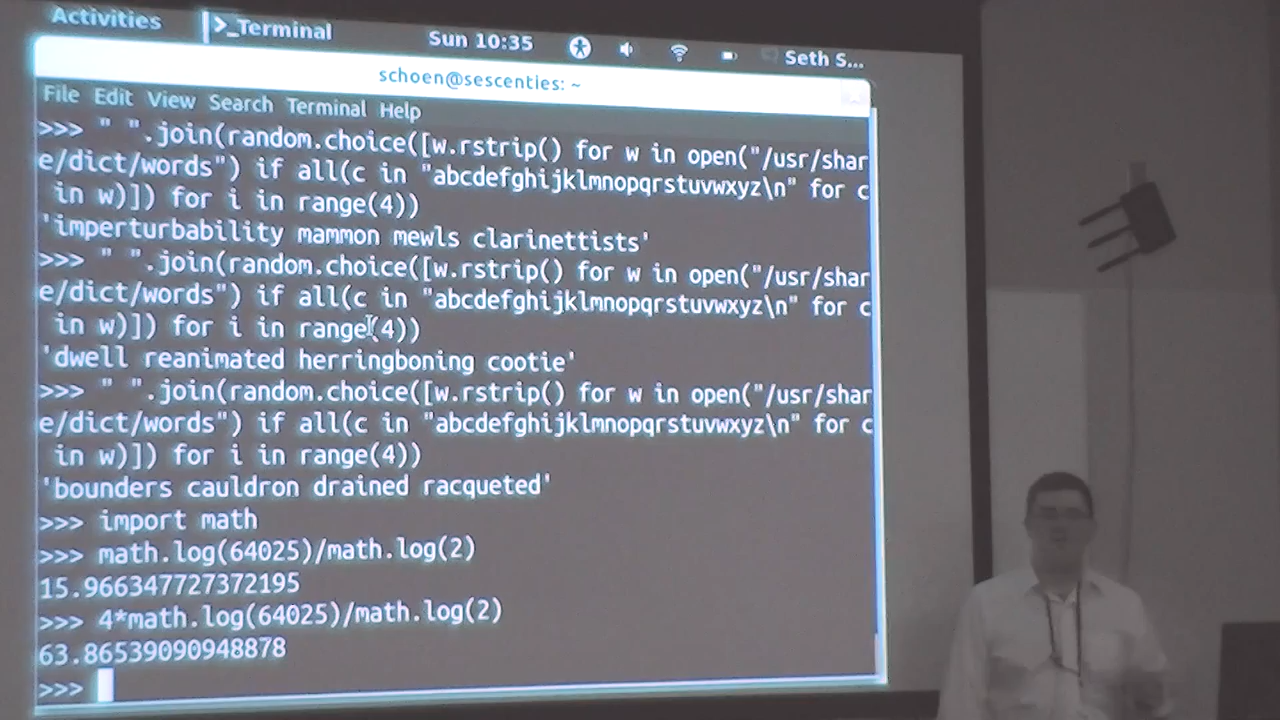 Activities >_Terminal Sun 10:35 Seth S...
schoen@sescenties: ~
File Edit View Search Terminal Help
>>> " ".join(random.choice([w.rstrip() for w in open("/usr/shar
e/dict/words") if all(c in "abcdefghijklmnopqrstuvwxyz\n" for c
 in w)]) for i in range(4))
'imperturbability mammon mewls clarinettists'
>>> " ".join(random.choice([w.rstrip() for w in open("/usr/shar
e/dict/words") if all(c in "abcdefghijklmnopqrstuvwxyz\n" for c
 in w)]) for i in range(4))
'dwell reanimated herringboning cootie'
>>> " ".join(random.choice([w.rstrip() for w in open("/usr/shar
e/dict/words") if all(c in "abcdefghijklmnopqrstuvwxyz\n" for c
 in w)]) for i in range(4))
'bounders cauldron drained racqueted'
>>> import math
>>> math.log(64025)/math.log(2)
15.966347727372195
>>> 4*math.log(64025)/math.log(2)
63.86539090948878
>>>